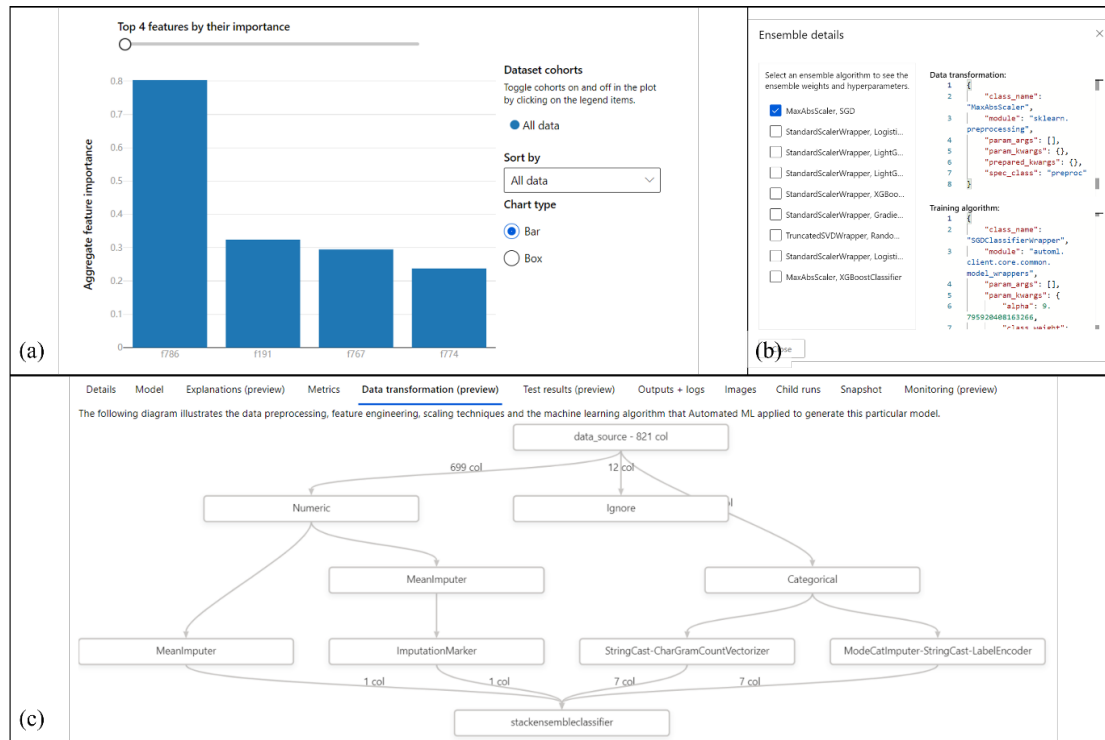 Top 4 features by their importance
Aggregate feature importance
0.8
0.7
0.6
0.5
0.4
0.3
0.2
0.1
0
f786
f191
f767
f774
Dataset cohorts
Toggle cohorts on and off in the plot
by clicking on the legend items.
All data
Sort by
All data
Chart type
Bar
Box
(a)
Ensemble details
Select an ensemble algorithm to see the
ensemble weights and hyperparameters.
MaxAbsScaler, SGD
StandardScalerWrapper, Logisti...
StandardScalerWrapper, LightG...
StandardScalerWrapper, LightG...
StandardScalerWrapper, XGBoo...
StandardScalerWrapper, Gradie...
TruncatedSVDWrapper, Rando...
StandardScalerWrapper, Logisti...
MaxAbsScaler, XGBoostClassifier
Data transformation:
1 {
2 "class_name":
"MaxAbsScaler",
3 "module": "sklearn.
preprocessing",
4 "param_args": [],
5 "param_kwargs": {},
6 "prepared_kwargs": {},
7 "spec_class": "preproc"
8 }
Training algorithm:
1 {
2 "class_name":
"SGDClassifierWrapper",
3 "module": "automl.
client.core.common.
model_wrappers",
4 "param_args": [],
5 "param_kwargs": {
6 "alpha": 9.
795920408163266,
7 "class_weight":
(b)
Details Model Explanations (preview) Metrics Data transformation (preview) Test results (preview) Outputs + logs Images Child runs Snapshot Monitoring (preview)
The following diagram illustrates the data preprocessing, feature engineering, scaling techniques and the machine learning algorithm that Automated ML applied to generate this particular model.
data_source - 821 col
699 col
12 col
Numeric
Ignore
MeanImputer
Categorical
MeanImputer
ImputationMarker
StringCast-CharGramCountVectorizer
ModeCatImputer-StringCast-LabelEncoder
1 col
1 col
7 col
7 col
stackensembleclassifier
(c)